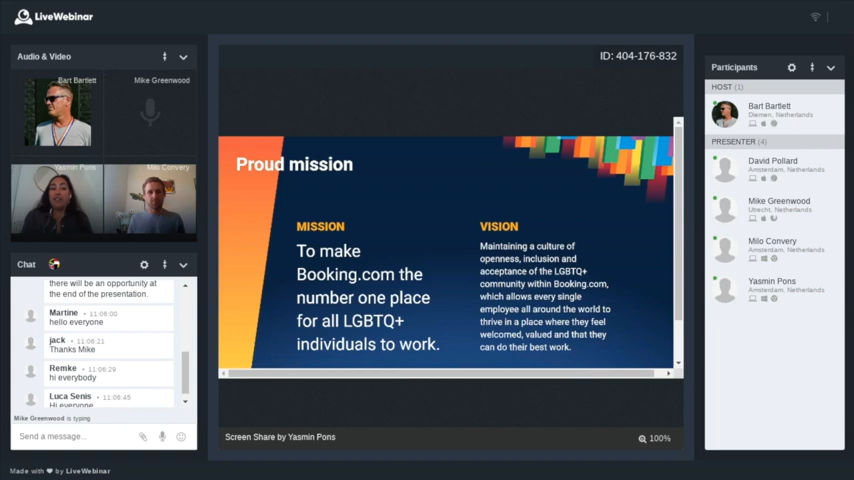 LiveWebinar
Audio & Video
Bart Bartlett
Mike Greenwood
Yasmin Pons
Milo Convery
Chat
there will be an opportunity at
the end of the presentation.
Martine • 11:06:00
hello everyone
jack • 11:06:21
Thanks Mike
Remke • 11:06:29
hi everybody
Luca Senis • 11:06:45
Hi everyone
Mike Greenwood is typing
Send a message...
Made with ❤ by LiveWebinar
ID: 404-176-832
Proud mission
MISSION
To make
Booking.com the
number one place
for all LGBTQ+
individuals to work.
VISION
Maintaining a culture of
openness, inclusion and
acceptance of the LGBTQ+
community within Booking.com,
which allows every single
employee all around the world to
thrive in a place where they feel
welcomed, valued and that they
can do their best work.
Screen Share by Yasmin Pons
100%
Participants
HOST (1)
Bart Bartlett
Diemen, Netherlands
PRESENTER (4)
David Pollard
Amsterdam, Netherlands
Mike Greenwood
Utrecht, Netherlands
Milo Convery
Amsterdam, Netherlands
Yasmin Pons
Amsterdam, Netherlands